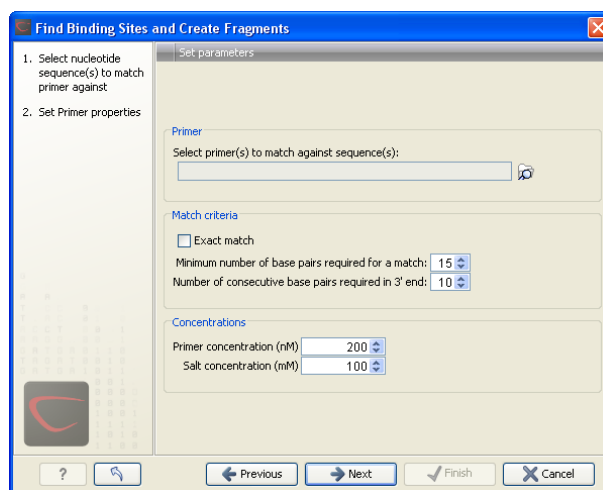 Find Binding Sites and Create Fragments
1. Select nucleotide
sequence(s) to match
primer against
2. Set Primer properties
Set parameters
Primer
Select primer(s) to match against sequence(s):
Match criteria
Exact match
Minimum number of base pairs required for a match: 15
Number of consecutive base pairs required in 3' end: 10
Concentrations
Primer concentration (nM) 200
Salt concentration (mM) 100
? Previous Next Finish Cancel